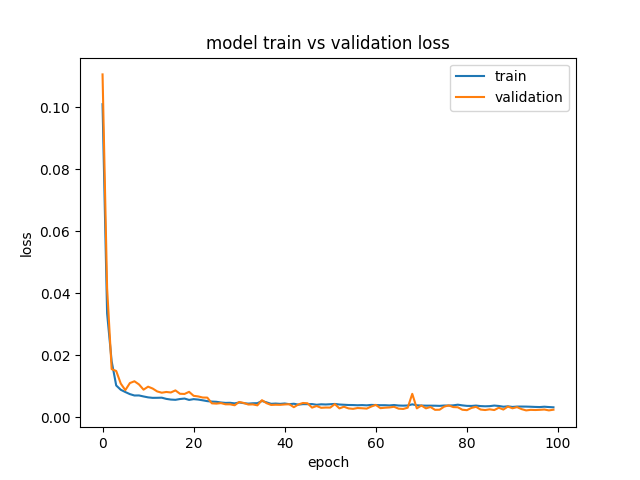 model train vs validation loss
train
validation
loss
0.10
0.08
0.06
0.04
0.02
0.00
0 20 40 60 80 100
epoch